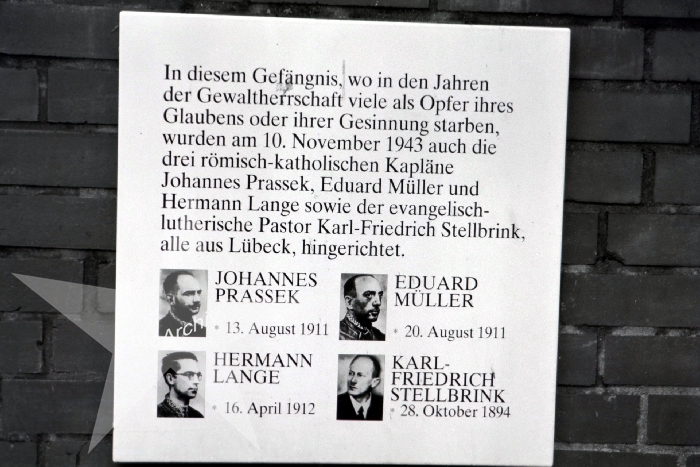 In diesem Gefängnis, wo in den Jahren
der Gewaltherrschaft viele als Opfer ihres
Glaubens oder ihrer Gesinnung starben,
wurden am 10. November 1943 auch die
drei römisch-katholischen Kapläne
Johannes Prassek, Eduard Müller und
Hermann Lange sowie der evangelisch-
lutherische Pastor Karl-Friedrich Stellbrink,
alle aus Lübeck, hingerichtet.
JOHANNES
PRASSEK
* 13. August 1911
EDUARD
MÜLLER
* 20. August 1911
HERMANN
LANGE
* 16. April 1912
KARL-
FRIEDRICH
STELLBRINK
* 28. Oktober 1894
Arch